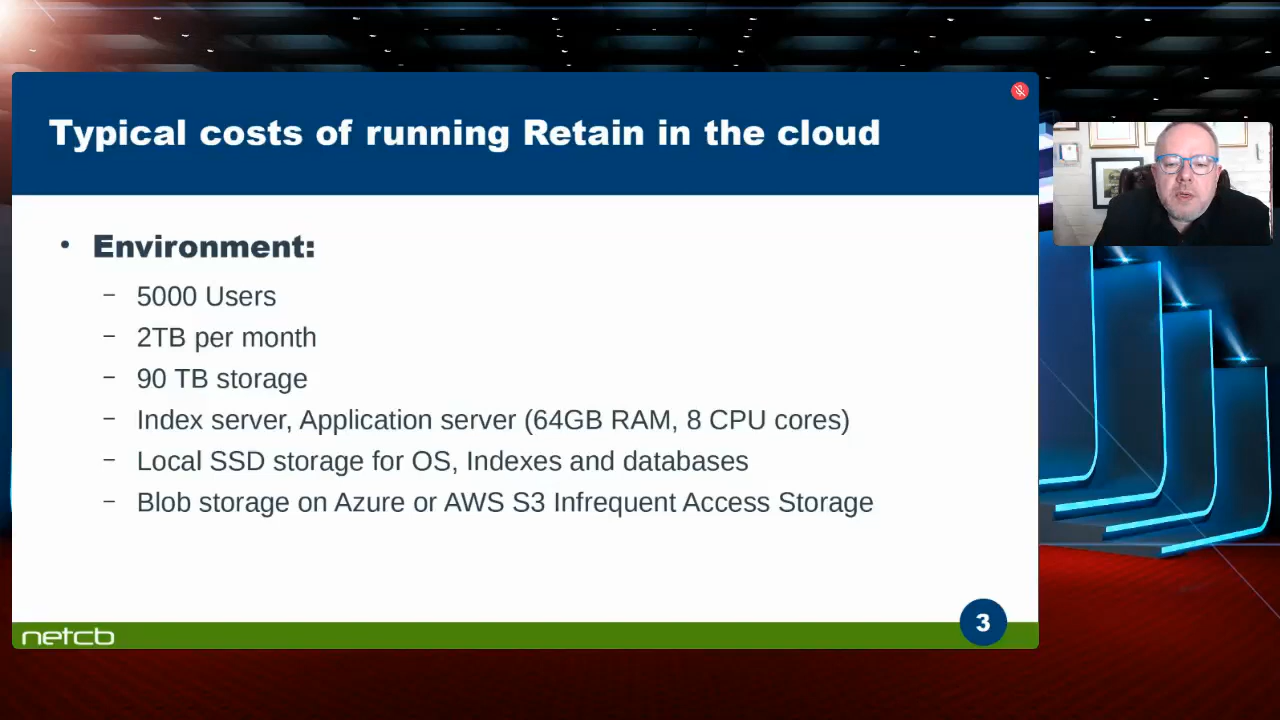 Typical costs of running Retain in the cloud
• Environment:
– 5000 Users
– 2TB per month
– 90 TB storage
– Index server, Application server (64GB RAM, 8 CPU cores)
– Local SSD storage for OS, Indexes and databases
– Blob storage on Azure or AWS S3 Infrequent Access Storage
netcb
3